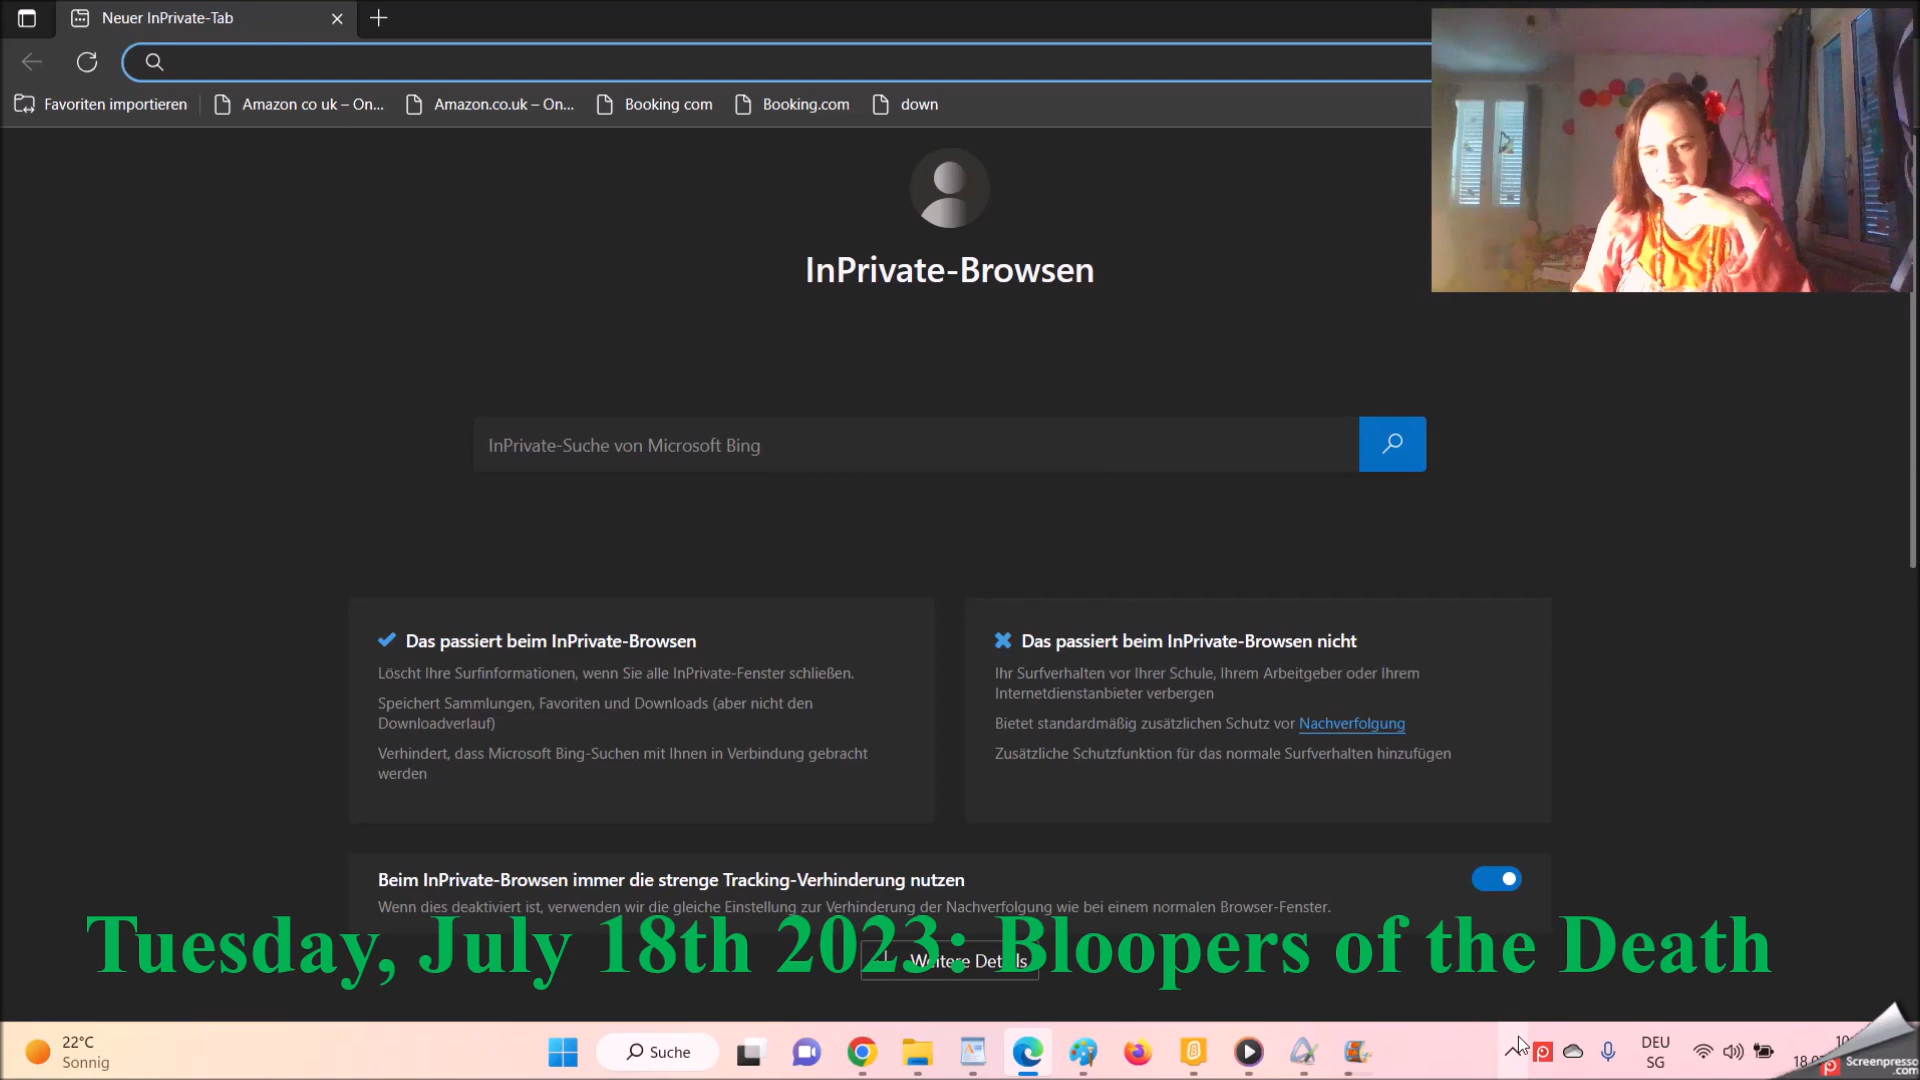 Neuer InPrivate-Tab
Favoriten importieren
Amazon co uk – On...
Amazon.co.uk – On...
Booking com
Booking.com
down
InPrivate-Browsen
InPrivate-Suche von Microsoft Bing
Das passiert beim InPrivate-Browsen
Löscht Ihre Surfinformationen, wenn Sie alle InPrivate-Fenster schließen.
Speichert Sammlungen, Favoriten und Downloads (aber nicht den
Downloadverlauf)
Verhindert, dass Microsoft Bing-Suchen mit Ihnen in Verbindung gebracht
werden
Das passiert beim InPrivate-Browsen nicht
Ihr Surfverhalten vor Ihrer Schule, Ihrem Arbeitgeber oder Ihrem
Internetdienstanbieter verbergen
Bietet standardmäßig zusätzlichen Schutz vor Nachverfolgung
Zusätzliche Schutzfunktion für das normale Surfverhalten hinzufügen
Beim InPrivate-Browsen immer die strenge Tracking-Verhinderung nutzen
Wenn dies deaktiviert ist, verwenden wir die gleiche Einstellung zur Verhinderung der Nachverfolgung wie bei einem normalen Browser-Fenster.
Weitere Details
Tuesday, July 18th 2023: Bloopers of the Death
22°C
Sonnig
Suche
DEU
SG
Screenpresso
.com